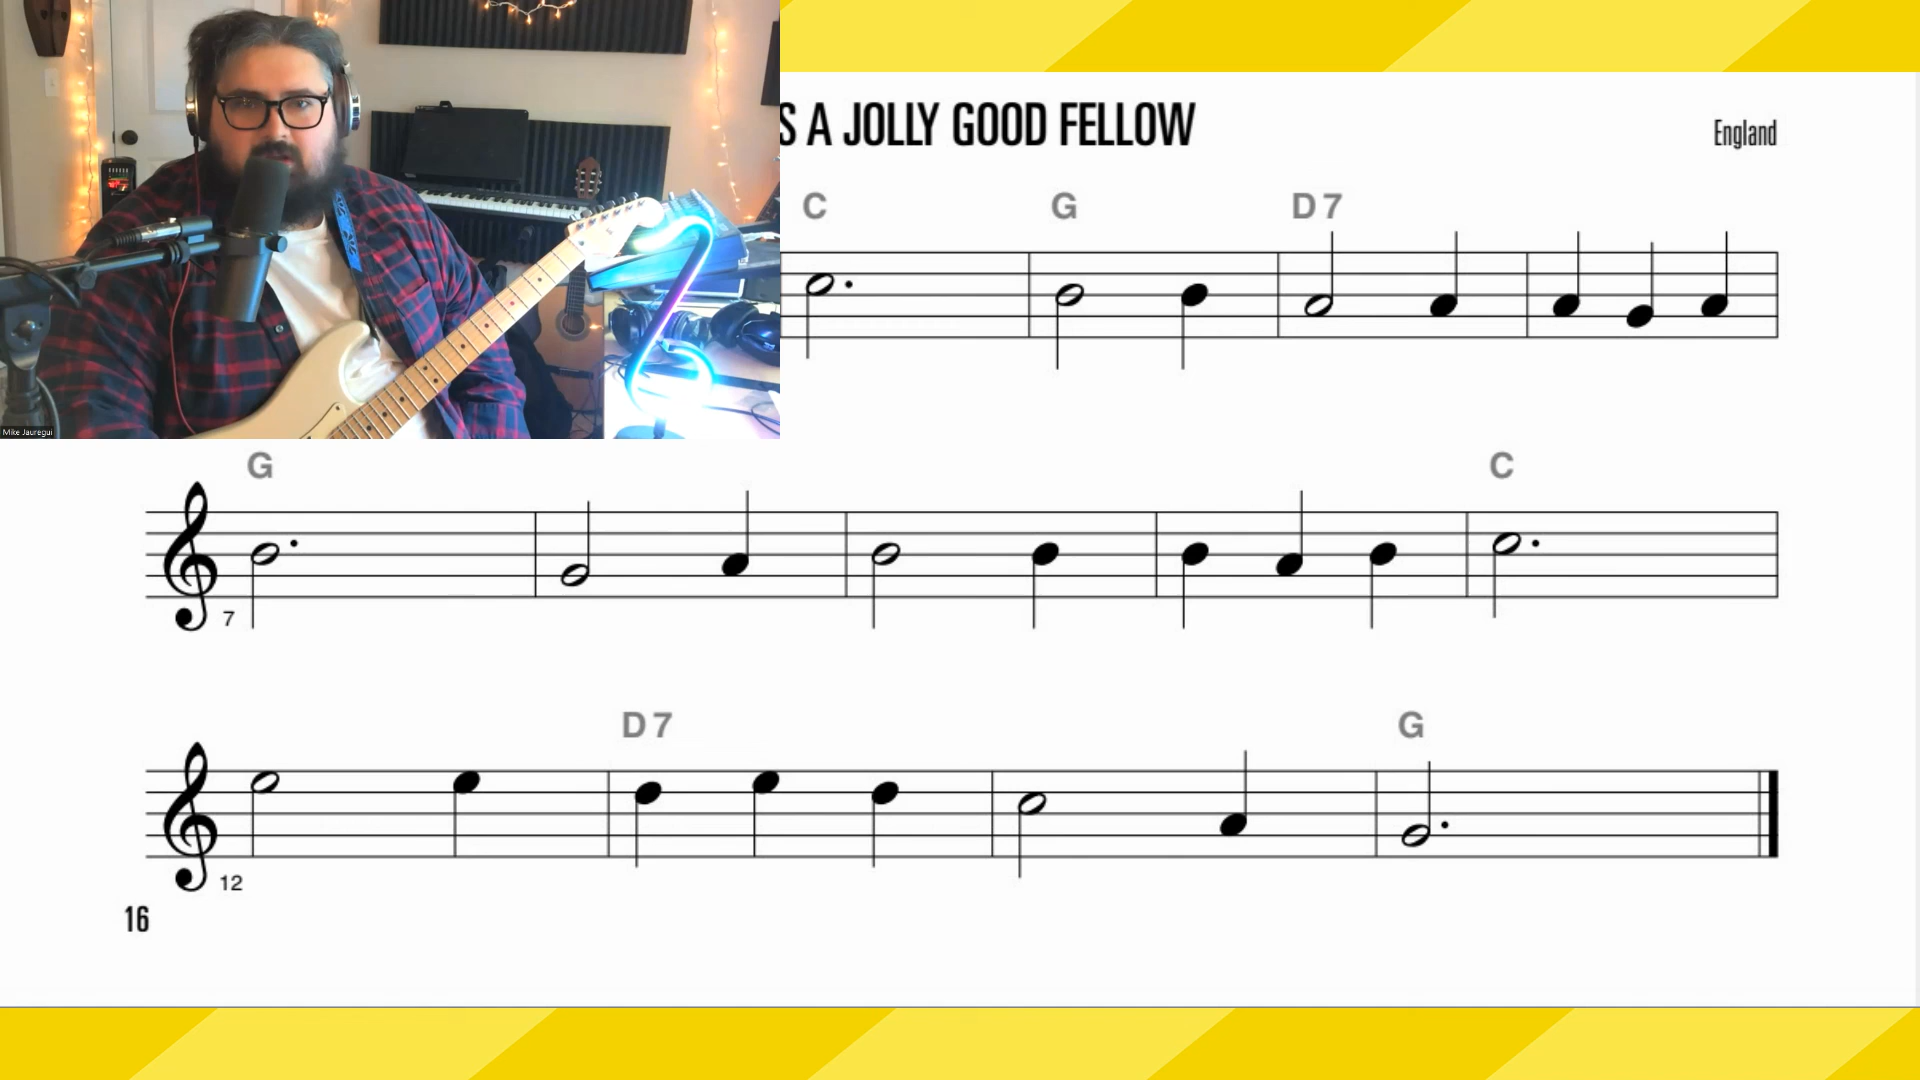 S A JOLLY GOOD FELLOW
England
C G D7
Mike Jauregui
G C
7
D7 G
12
16